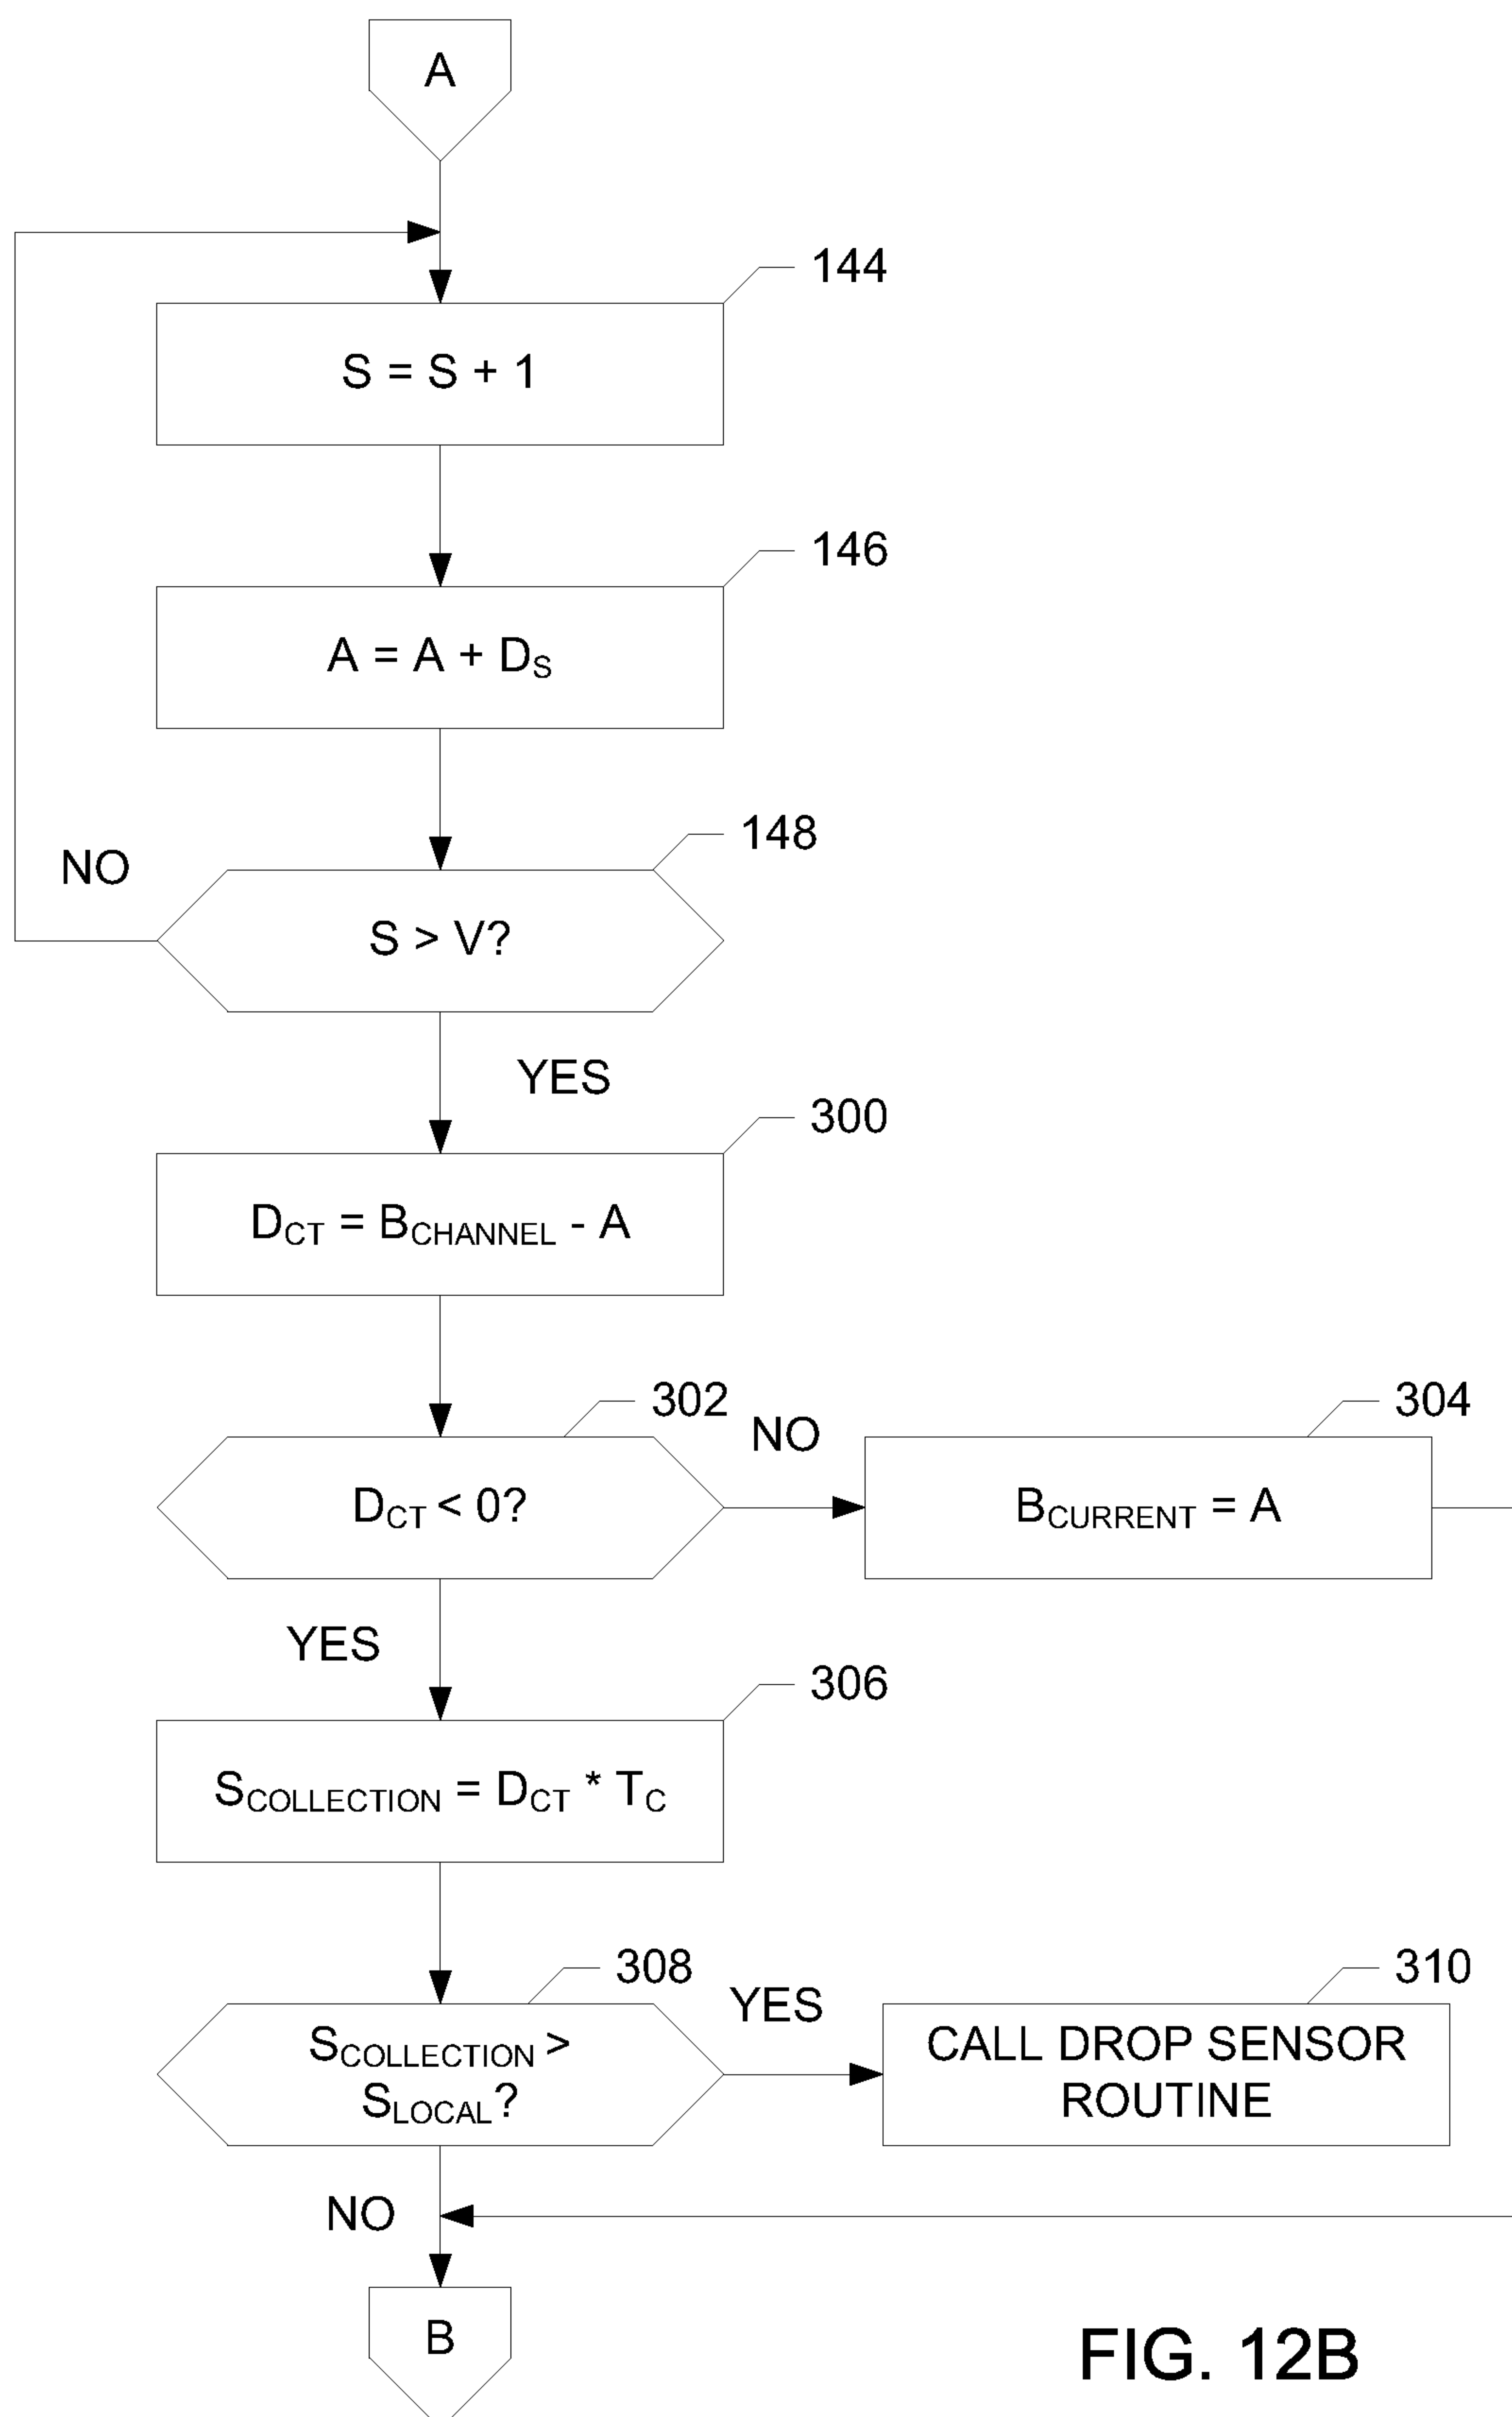 A
144
S = S + 1
146
A = A + DS
148
NO
S > V?
YES
300
DCT = BCHANNEL - A
302
NO
304
DCT < 0?
BCURRENT = A
YES
306
SCOLLECTION = DCT * TC
308
YES
310
SCOLLECTION >
SLOCAL?
CALL DROP SENSOR
ROUTINE
NO
B
FIG. 12B